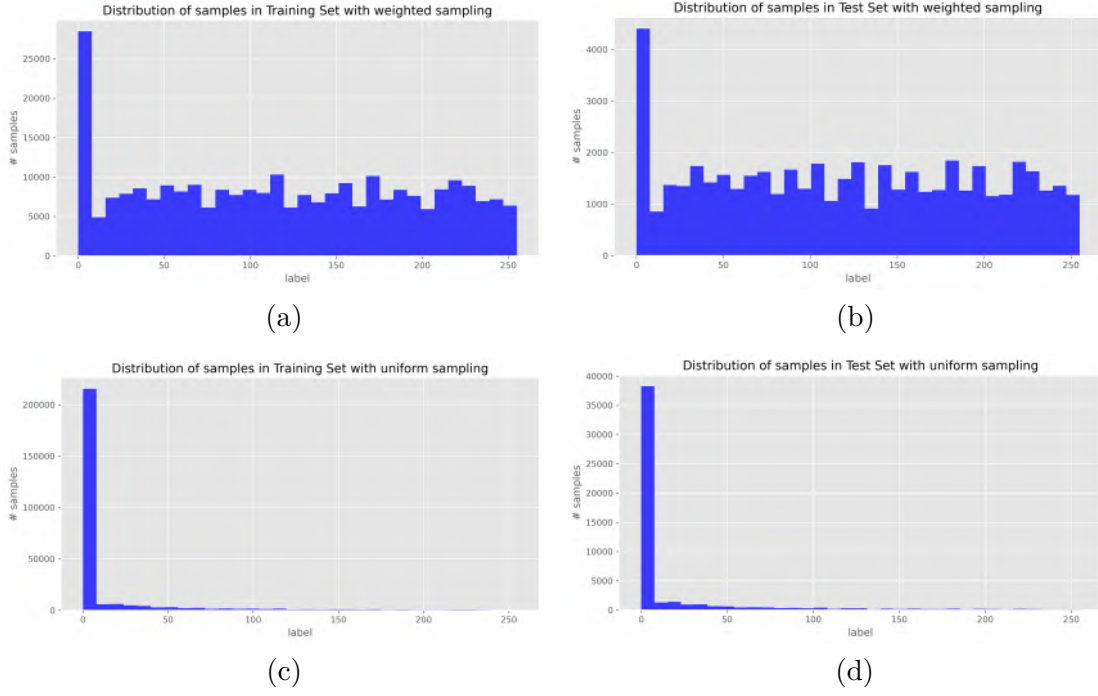 Distribution of samples in Training Set with weighted sampling
25000
20000
15000
10000
5000
0
# samples
0 50 100 150 200 250
label
(a)
Distribution of samples in Test Set with weighted sampling
4000
3000
2000
1000
0
# samples
0 50 100 150 200 250
label
(b)
Distribution of samples in Training Set with uniform sampling
200000
150000
100000
50000
0
# samples
0 50 100 150 200 250
label
(c)
Distribution of samples in Test Set with uniform sampling
40000
35000
30000
25000
20000
15000
10000
5000
0
# samples
0 50 100 150 200 250
label
(d)